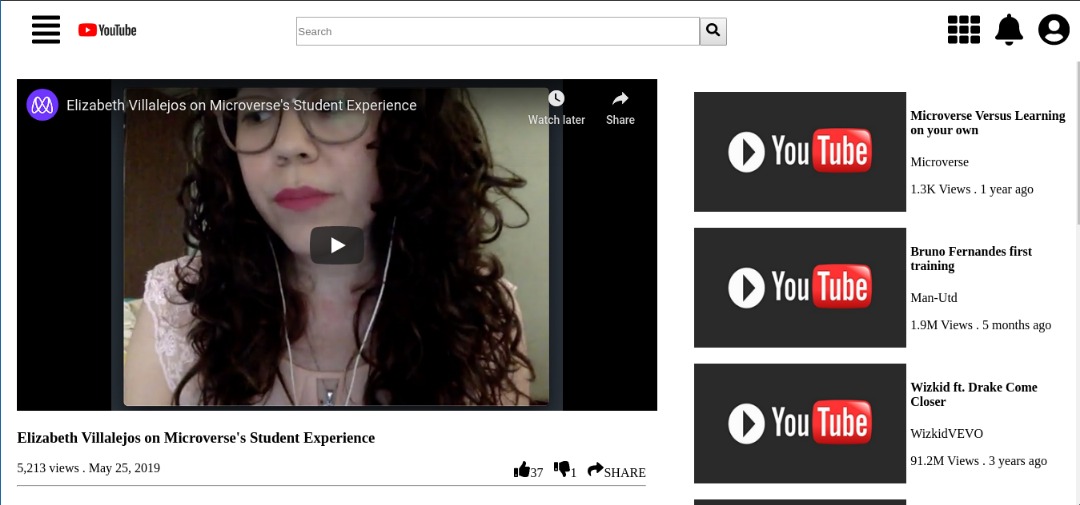 YouTube
Search
Elizabeth Villalejos on Microverse's Student Experience
Watch later
Share
Elizabeth Villalejos on Microverse's Student Experience
5,213 views . May 25, 2019
37 1 SHARE
YouTube
Microverse Versus Learning
on your own
Microverse
1.3K Views . 1 year ago
YouTube
Bruno Fernandes first
training
Man-Utd
1.9M Views . 5 months ago
YouTube
Wizkid ft. Drake Come
Closer
WizkidVEVO
91.2M Views . 3 years ago